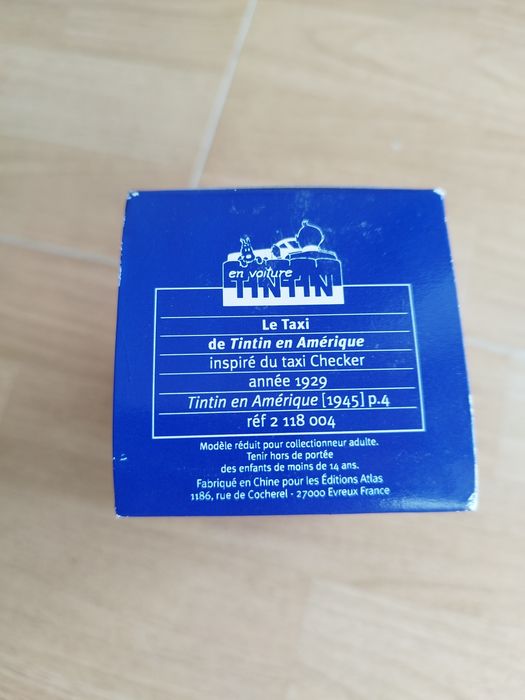 en voiture
TINTIN
Le Taxi
de Tintin en Amérique
inspiré du taxi Checker
année 1929
Tintin en Amérique [1945] p.4
réf 2 118 004
Modèle réduit pour collectionneur adulte.
Tenir hors de portée
des enfants de moins de 14 ans.
Fabriqué en Chine pour les Éditions Atlas
1186, rue de Cocherel - 27000 Evreux France